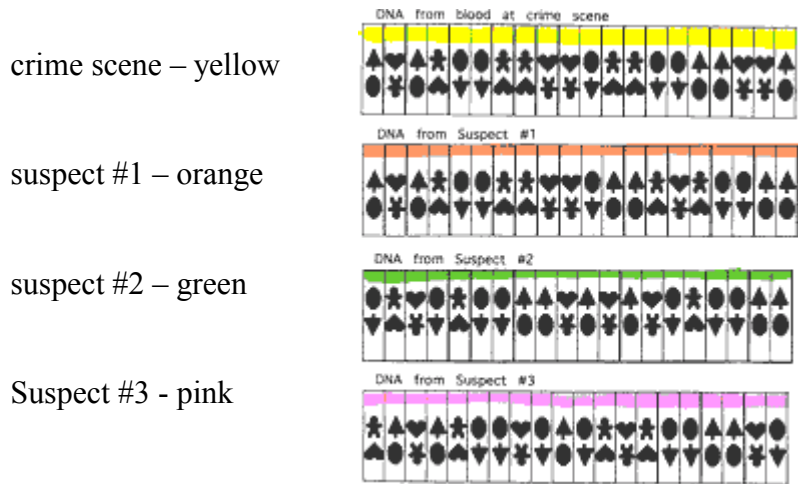 DNA from blood at crime scene
crime scene – yellow
DNA from Suspect #1
suspect #1 – orange
DNA from Suspect #2
suspect #2 – green
DNA from Suspect #3
Suspect #3 - pink